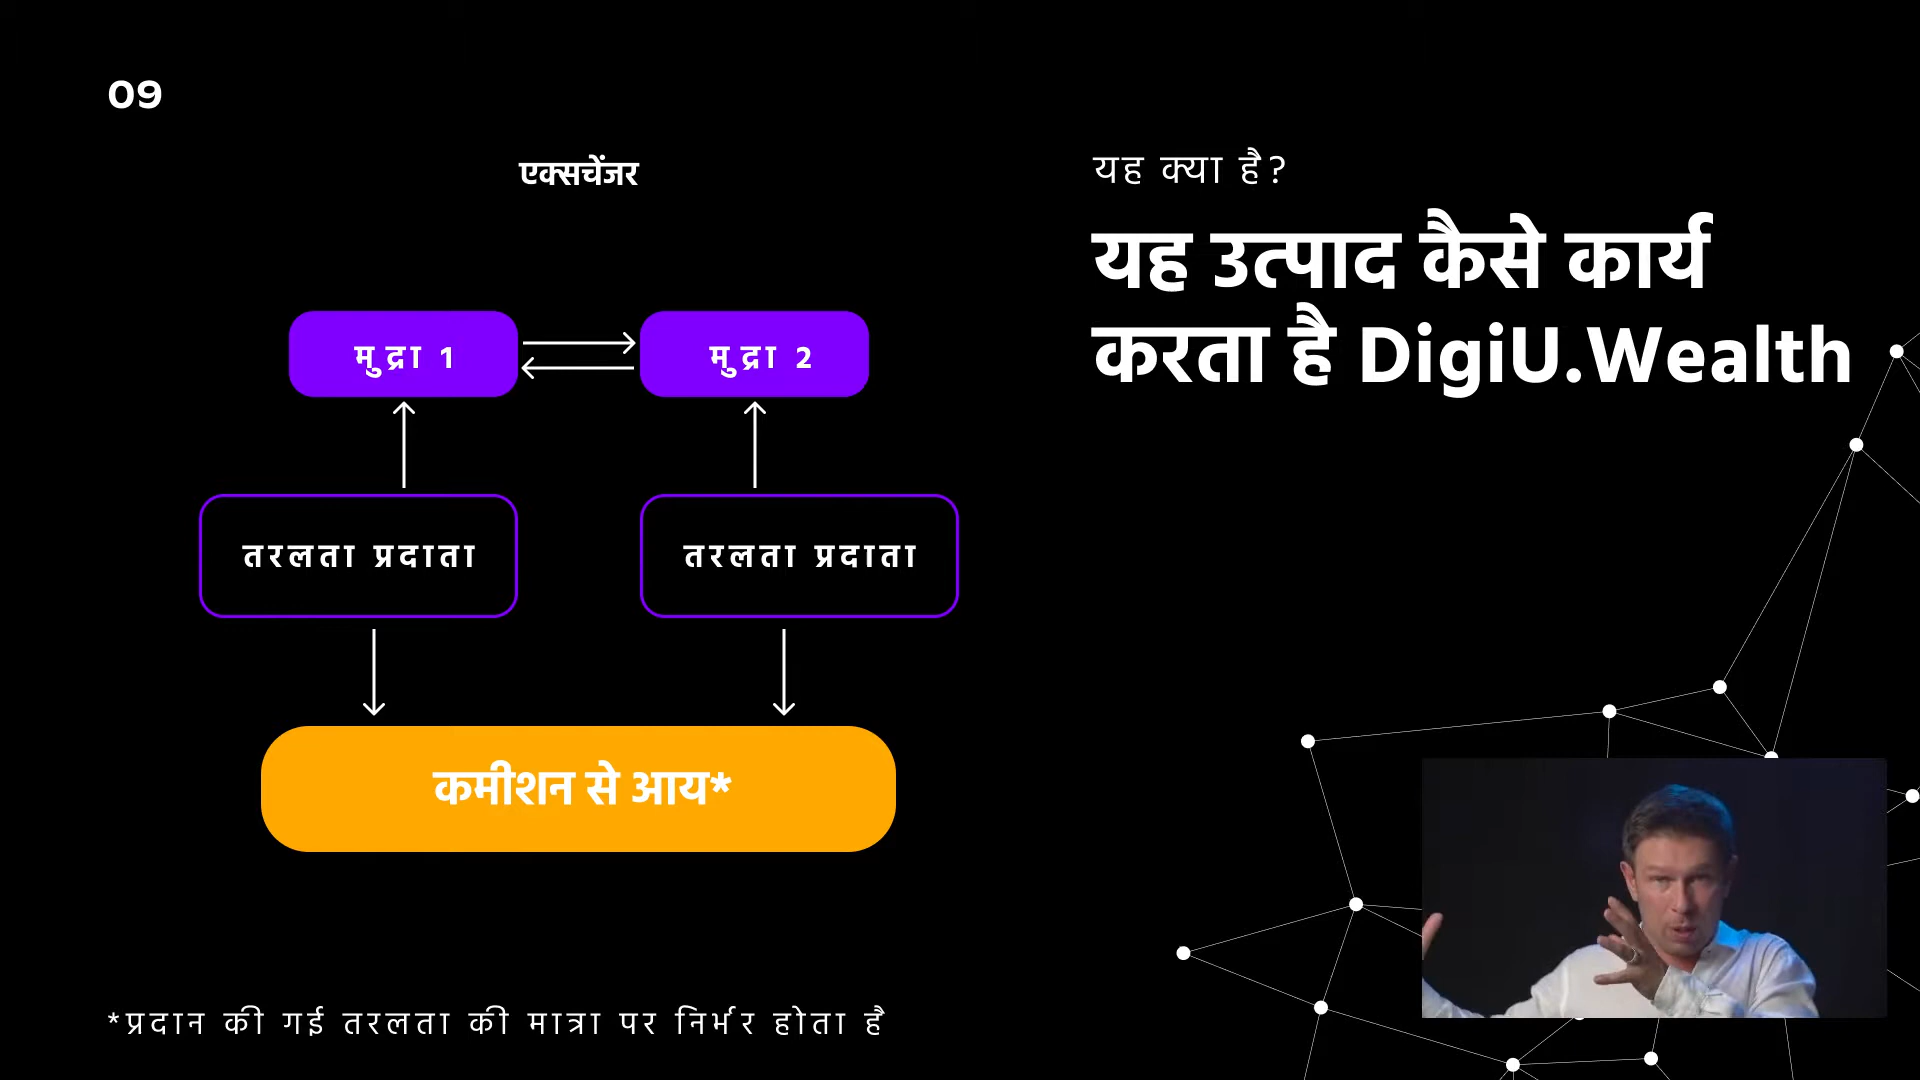 09
एक्सचेंजर
मुद्रा 1
मुद्रा 2
तरलता प्रदाता
तरलता प्रदाता
कमीशन से आय*
*प्रदान की गई तरलता की मात्रा पर निर्भर होता है
यह क्या है?
यह उत्पाद कैसे कार्य
करता है DigiU.Wealth